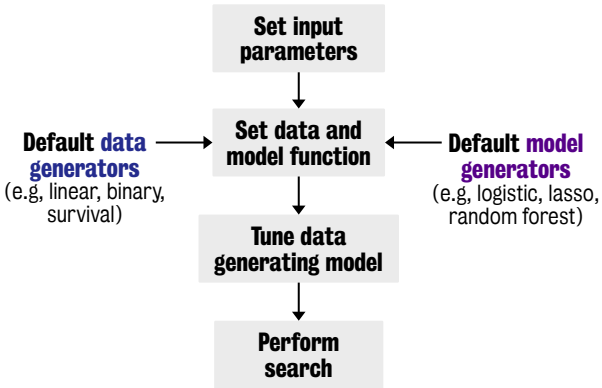 Set input
parameters
Set data and
model function
Default data
generators
(e.g, linear, binary,
survival)
Default model
generators
(e.g, logistic, lasso,
random forest)
Tune data
generating model
Perform
search